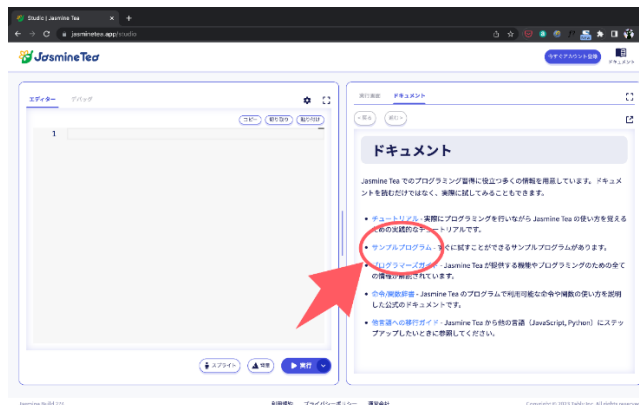 Studio | Jasmine Tea
jasminetea.app/studio
Jasmine Tea
今すぐアカウント登録
ドキュメント
エディター デバッグ
コピー 切り取り 貼り付け
1
実行画面 ドキュメント
< 戻る 進む >
ドキュメント
Jasmine Tea でのプログラミング習得に役立つ多くの情報を用意しています。ドキュメ
ントを読むだけではなく、実際に試してみることもできます。
• チュートリアル - 実際にプログラミングを行いながら Jasmine Tea の使い方を覚える
ための実践的なチュートリアルです。
• サンプルプログラム - すぐに試すことができるサンプルプログラムがあります。
• プログラマーズガイド - Jasmine Tea が提供する機能やプログラミングのための全て
の情報が解説されています。
• 命令/関数辞書 - Jasmine Tea のプログラムで利用可能な命令や関数の使い方を説明
した公式のドキュメントです。
• 他言語への移行ガイド - Jasmine Tea から他の言語（JavaScript, Python）にステッ
プアップしたいときに参照してください。
スプライト 背景 実行
Jasmine Build 225
利用規約 プライバシーポリシー 運営会社